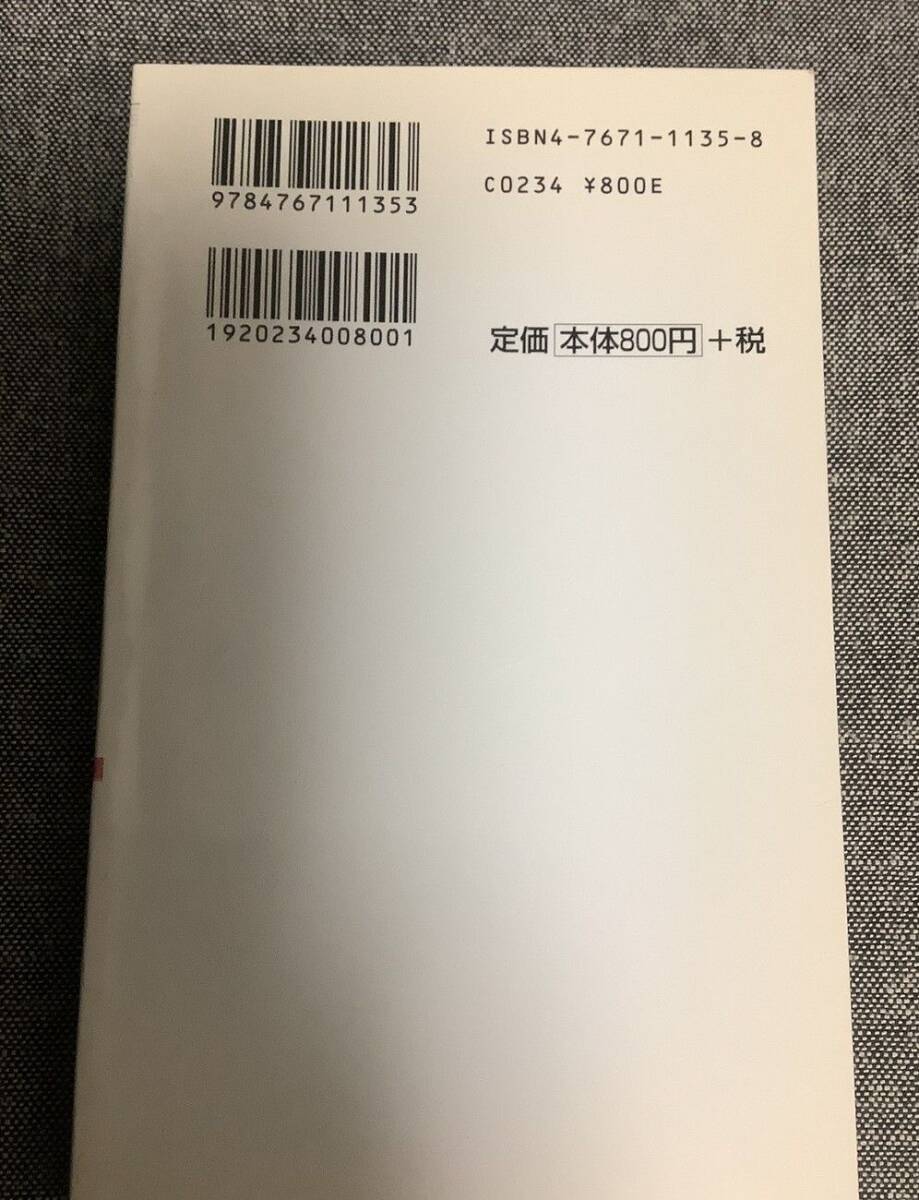 9784767111353
ISBN4-7671-1135-8
C0234 ¥800E
1920234008001
定価 本体800円 +税